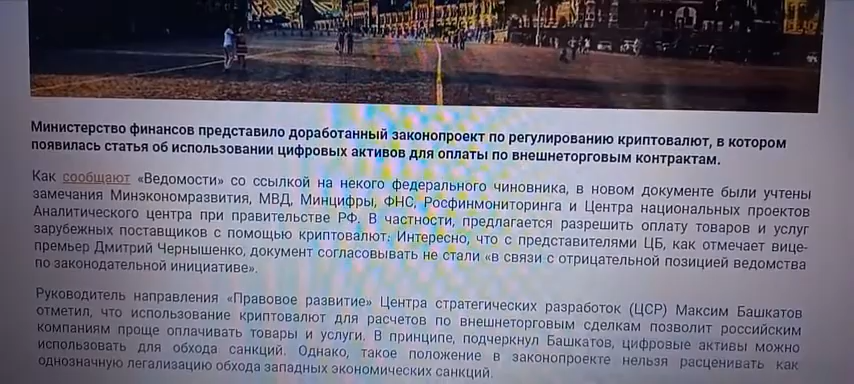 Министерство финансов представило доработанный законопроект по регулированию криптовалют, в котором
появилась статья об использовании цифровых активов для оплаты по внешнеторговым контрактам.
Как сообщают «Ведомости» со ссылкой на некого федерального чиновника, в новом документе были учтены
замечания Минэкономразвития, МВД, Минцифры, ФНС, Росфинмониторинга и Центра национальных проектов
Аналитического центра при правительстве РФ. В частности, предлагается разрешить оплату товаров и услуг
зарубежных поставщиков с помощью криптовалют. Интересно, что с представителями ЦБ, как отмечает вице-
премьер Дмитрий Чернышенко, документ согласовывать не стали «в связи с отрицательной позицией ведомства
по законодательной инициативе».
Руководитель направления «Правовое развитие» Центра стратегических разработок (ЦСР) Максим Башкатов
отметил, что использование криптовалют для расчетов по внешнеторговым сделкам позволит российским
компаниям проще оплачивать товары и услуги. В принципе, подчеркнул Башкатов, цифровые активы можно
использовать для обхода санкций. Однако, такое положение в законопроекте нельзя расценивать как
однозначную легализацию обхода западных экономических санкций.